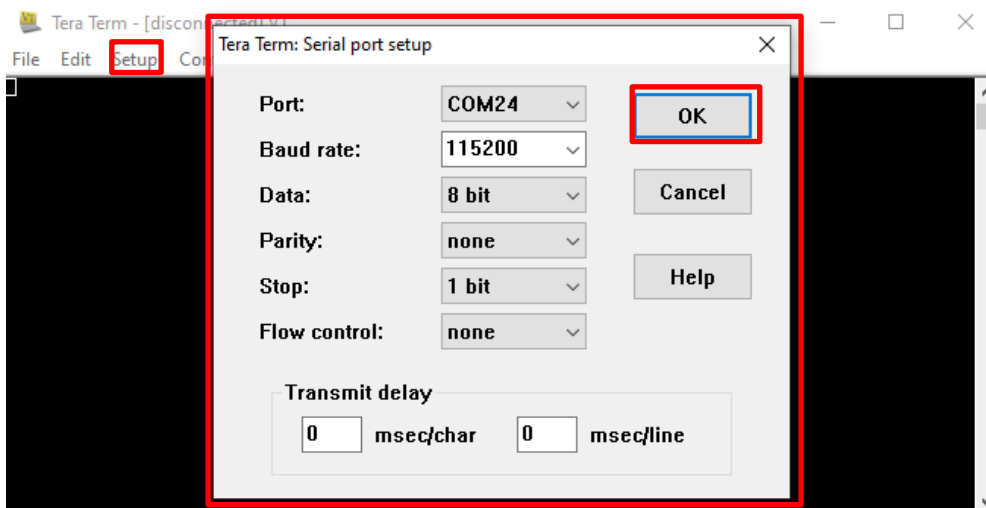 Tera Term - [disconnected] V T
File Edit Setup Con
Tera Term: Serial port setup
Port: COM24
OK
Baud rate: 115200
Data: 8 bit
Cancel
Parity: none
Stop: 1 bit
Help
Flow control: none
Transmit delay
0 msec/char 0 msec/line